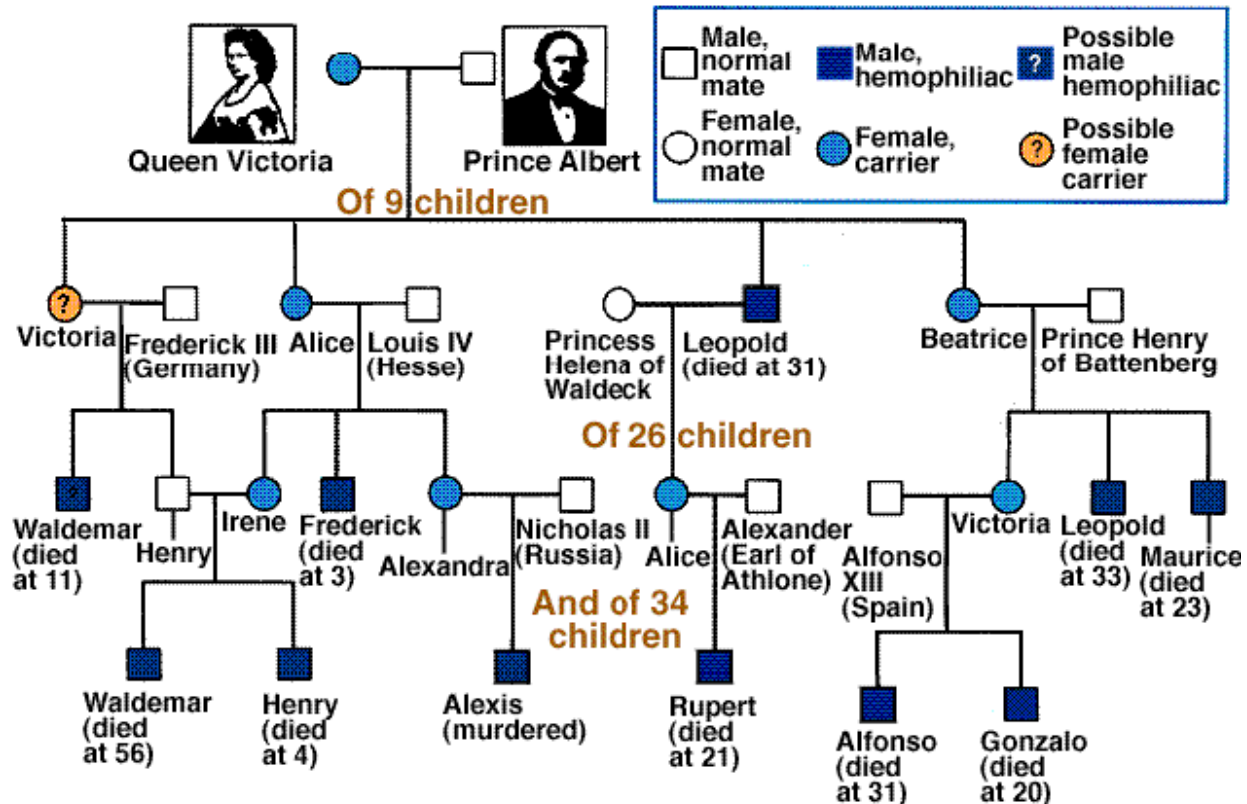 Queen Victoria
Prince Albert
Male,
normal
mate
Male,
hemophiliac
?
Possible
male
hemophiliac
Female,
normal
mate
Female,
carrier
?
Possible
female
carrier
Of 9 children
?
Victoria
Frederick III
(Germany)
Alice
Louis IV
(Hesse)
Princess
Helena of
Waldeck
Leopold
(died at 31)
Beatrice
Prince Henry
of Battenberg
Of 26 children
?
Waldemar
(died
at 11)
Henry
Irene
Frederick
(died
at 3)
Alexandra
Nicholas II
(Russia)
Alice
Alexander
(Earl of
Athlone)
Alfonso
XIII
(Spain)
Victoria
Leopold
(died
at 33)
Maurice
(died
at 23)
And of 34
children
Waldemar
(died
at 56)
Henry
(died
at 4)
Alexis
(murdered)
Rupert
(died
at 21)
Alfonso
(died
at 31)
Gonzalo
(died
at 20)